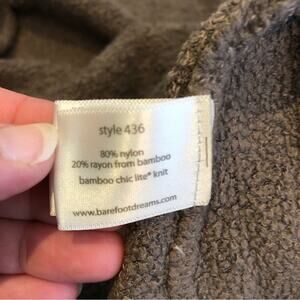 style 436
80% nylon
20% rayon from bamboo
bamboo chic lite® knit
www.barefootdreams.com